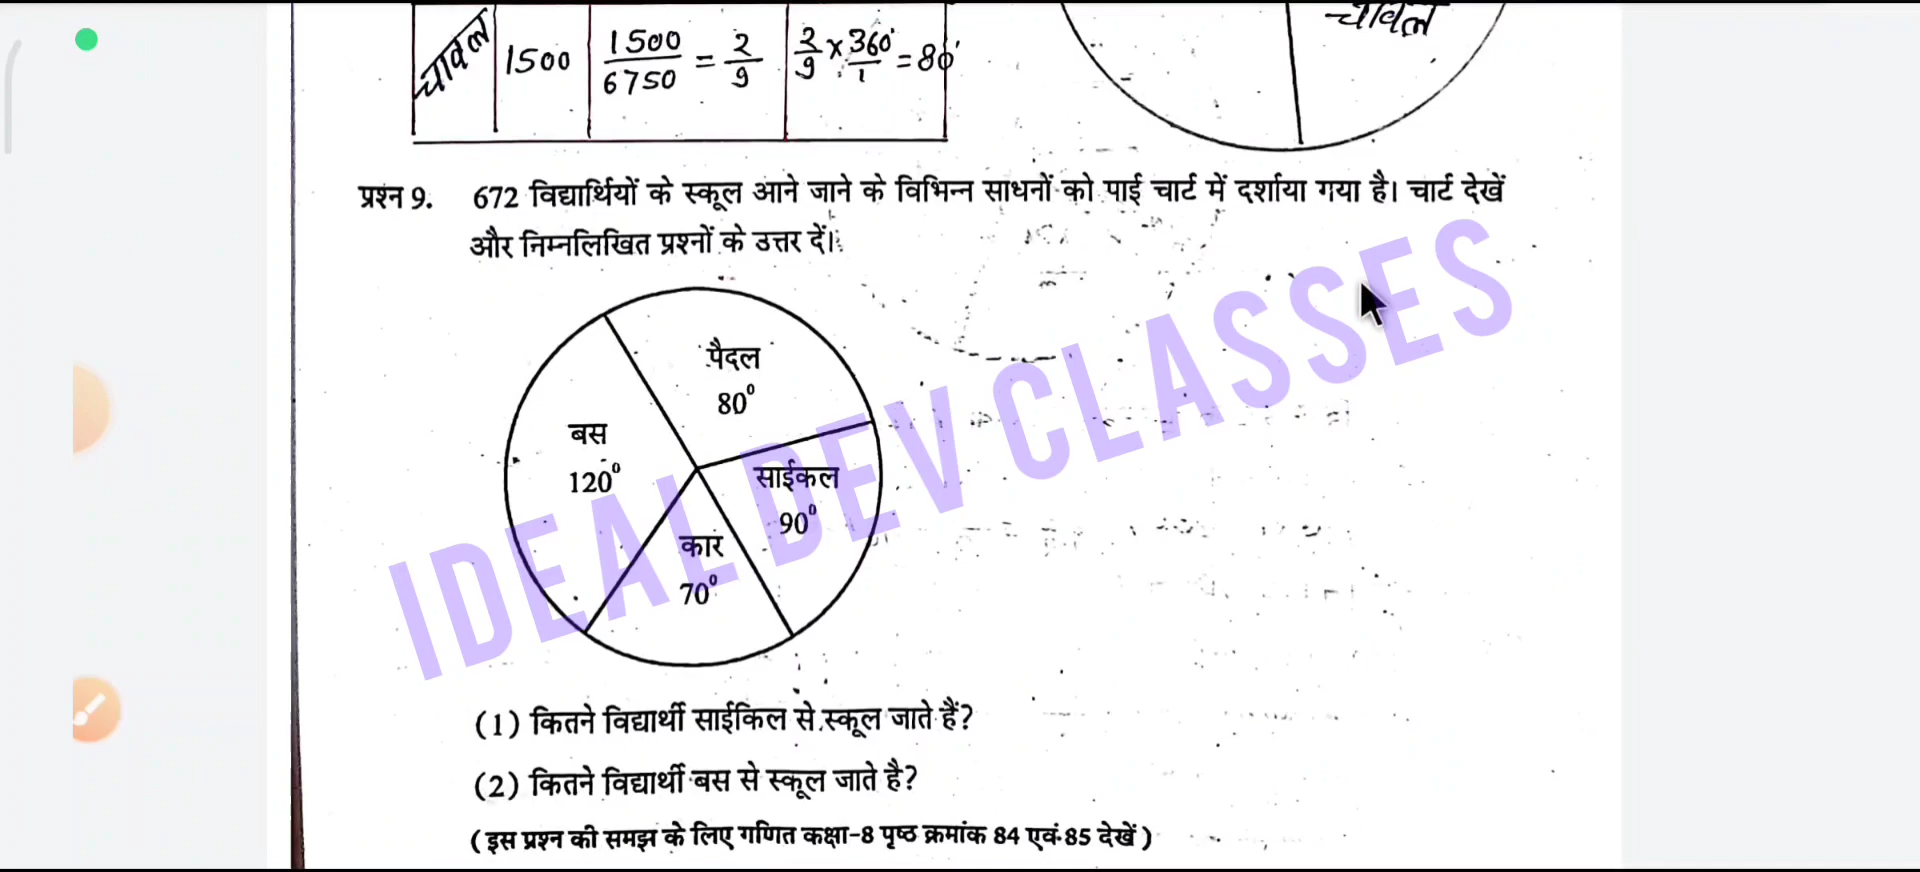 चावल 1500 1500/6750 = 2/9 2/9 × 360°/1 = 80°
चावल
प्रश्न 9. 672 विद्यार्थियों के स्कूल आने जाने के विभिन्न साधनों को पाई चार्ट में दर्शाया गया है। चार्ट देखें
और निम्नलिखित प्रश्नों के उत्तर दें।
पैदल
80°
बस
120°
साईकल
90°
कार
70°
IDEAL DEV CLASSES
(1) कितने विद्यार्थी साईकिल से स्कूल जाते हैं?
(2) कितने विद्यार्थी बस से स्कूल जाते है?
(इस प्रश्न की समझ के लिए गणित कक्षा-8 पृष्ठ क्रमांक 84 एवं 85 देखें)